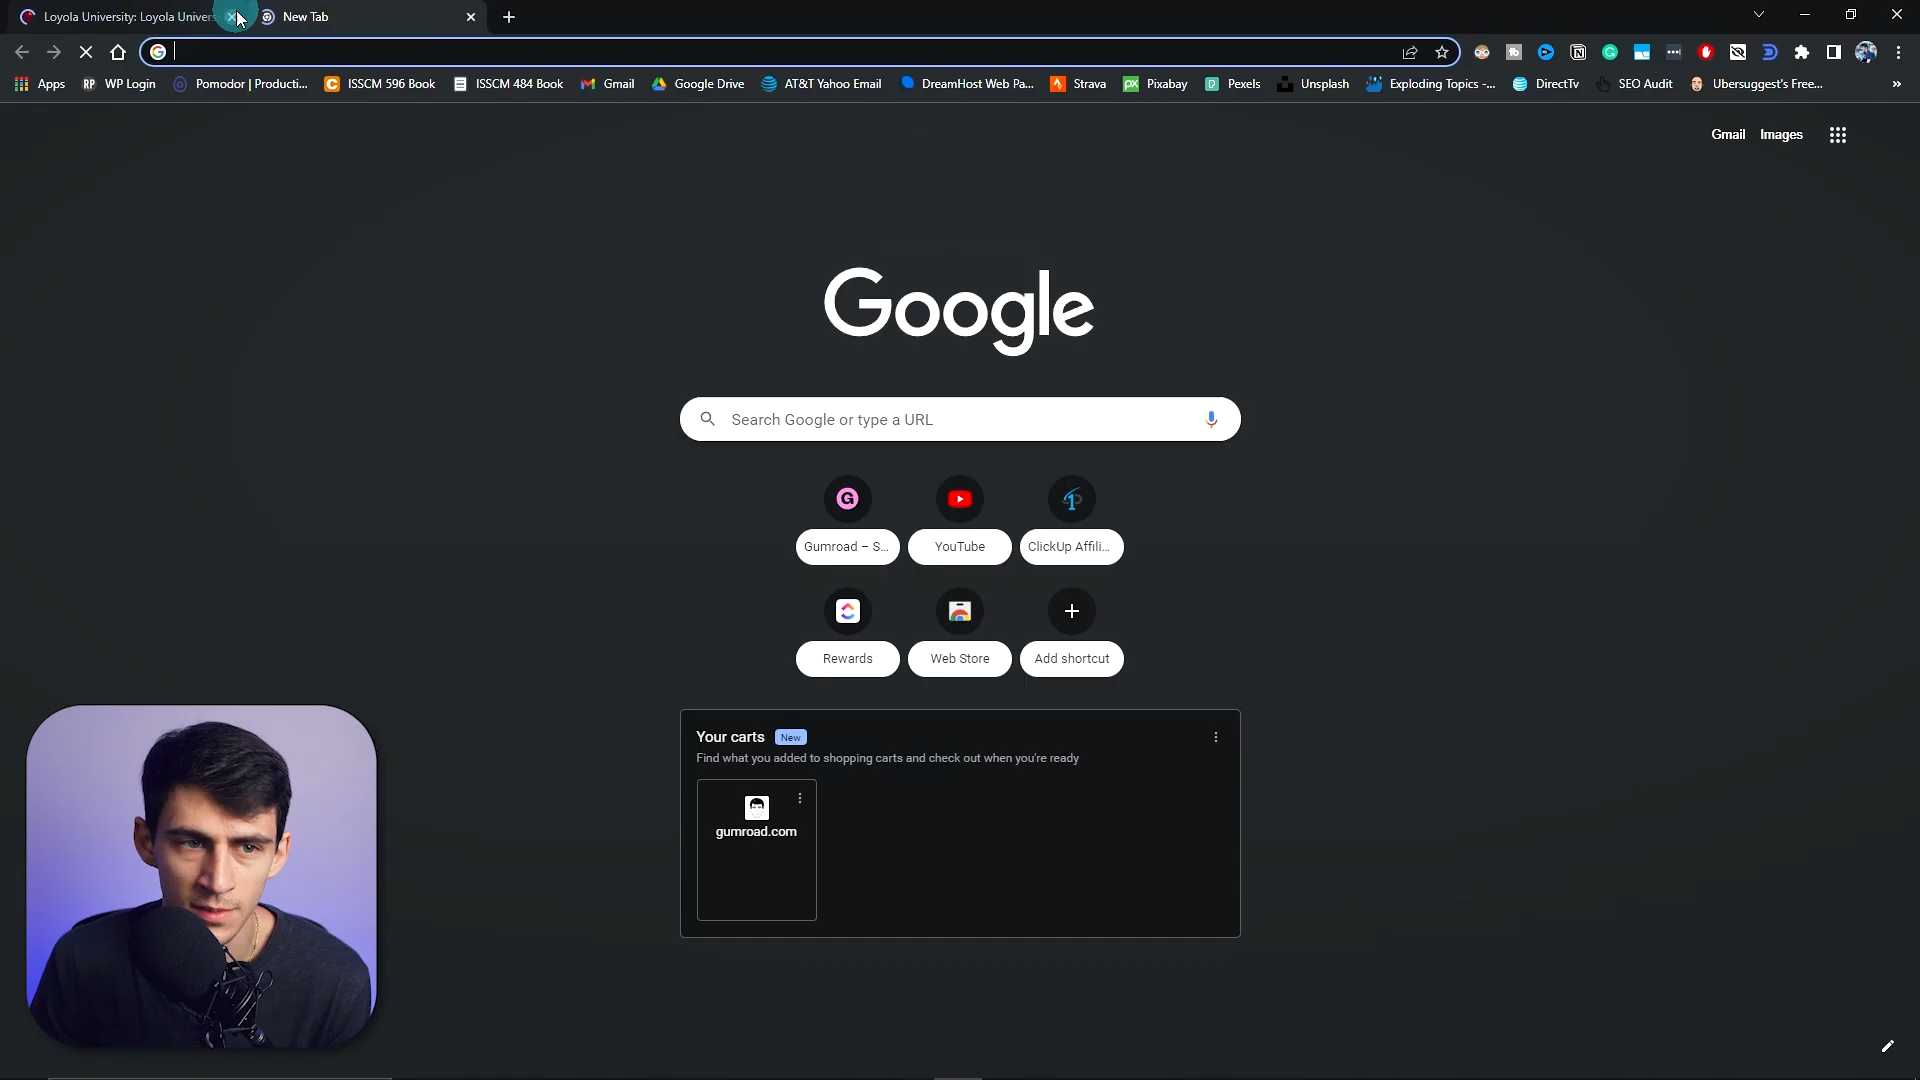 Loyola University: Loyola Univers
New Tab
Apps
WP Login
Pomodor | Producti...
ISSCM 596 Book
ISSCM 484 Book
Gmail
Google Drive
AT&T Yahoo Email
DreamHost Web Pa...
Strava
Pixabay
Pexels
Unsplash
Exploding Topics -...
DirectTv
SEO Audit
Ubersuggest's Free...
Gmail
Images
Google
Search Google or type a URL
Gumroad – S...
YouTube
ClickUp Affili...
Rewards
Web Store
Add shortcut
Your carts New
Find what you added to shopping carts and check out when you're ready
gumroad.com